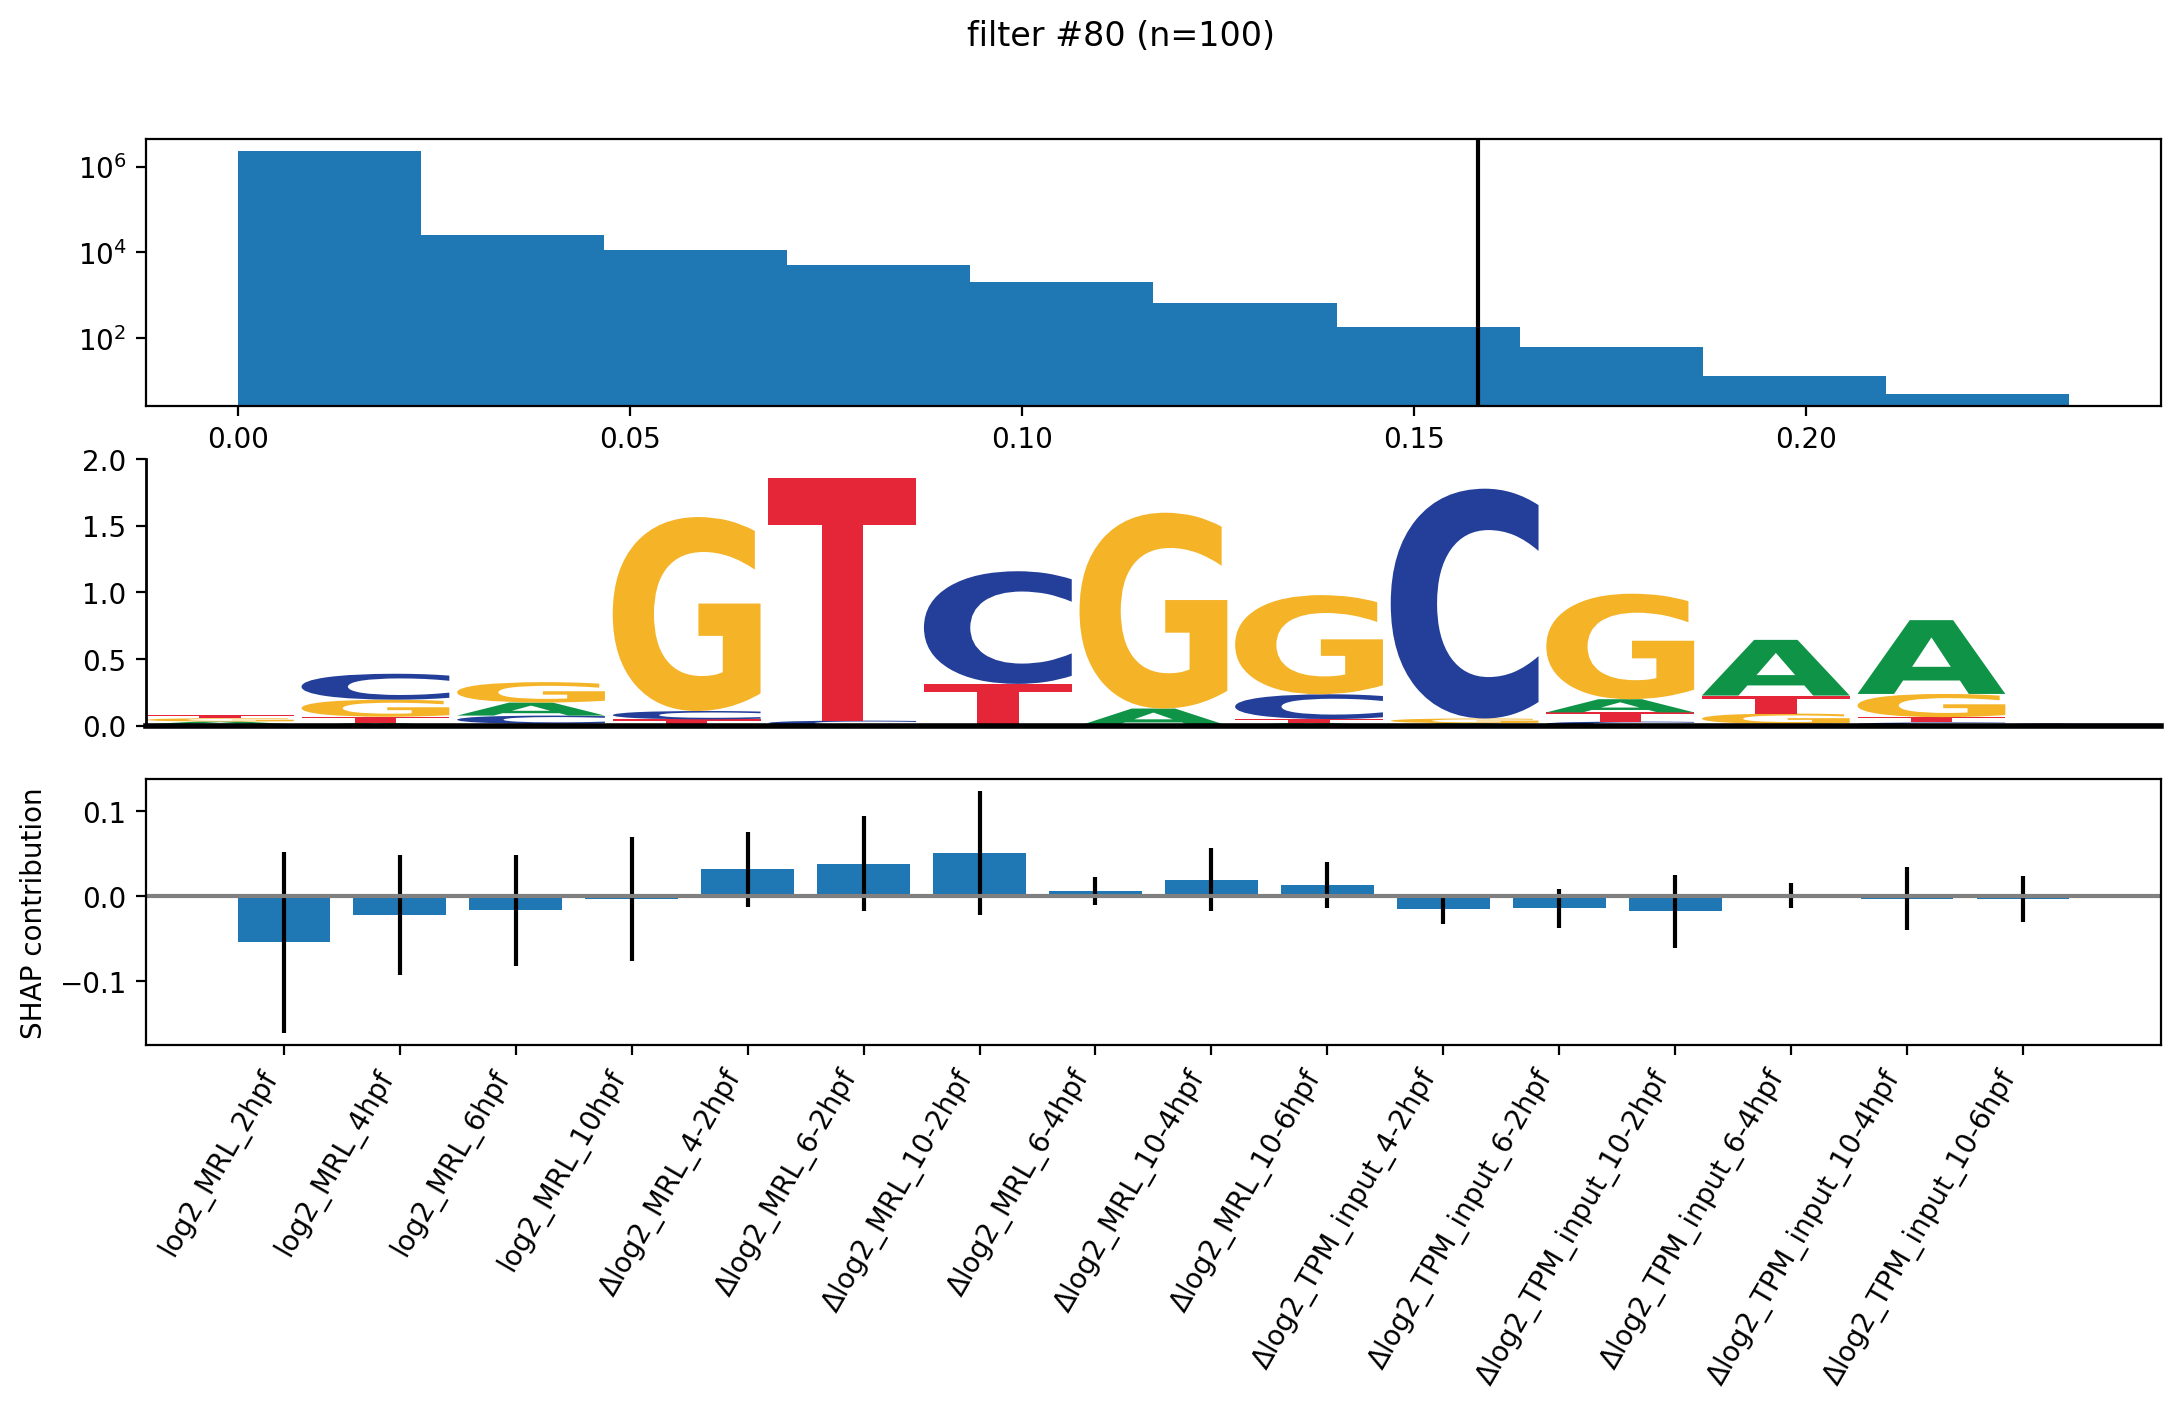 filter #80 (n=100)
10^6
10^4
10^2
0.00 0.05 0.10 0.15 0.20
2.0
1.5
1.0
0.5
0.0
GTCGGCGAA
SHAP contribution
0.1
0.0
−0.1
log2_MRL_2hpf
log2_MRL_4hpf
log2_MRL_6hpf
log2_MRL_10hpf
Δlog2_MRL_4-2hpf
Δlog2_MRL_6-2hpf
Δlog2_MRL_10-2hpf
Δlog2_MRL_6-4hpf
Δlog2_MRL_10-4hpf
Δlog2_MRL_10-6hpf
Δlog2_TPM_input_4-2hpf
Δlog2_TPM_input_6-2hpf
Δlog2_TPM_input_10-2hpf
Δlog2_TPM_input_6-4hpf
Δlog2_TPM_input_10-4hpf
Δlog2_TPM_input_10-6hpf